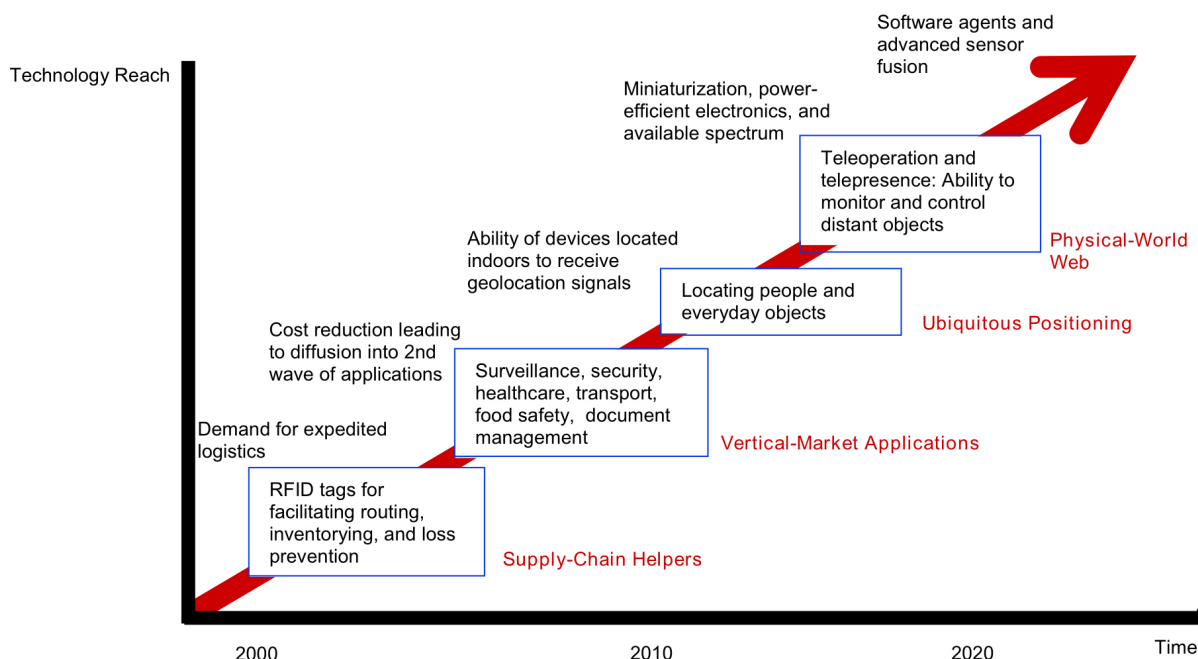 Software agents and
advanced sensor
fusion
Technology Reach
Miniaturization, power-
efficient electronics, and
available spectrum
Teleoperation and
telepresence: Ability to
monitor and control
distant objects
Physical-World
Web
Ability of devices located
indoors to receive
geolocation signals
Locating people and
everyday objects
Ubiquitous Positioning
Cost reduction leading
to diffusion into 2nd
wave of applications
Surveillance, security,
healthcare, transport,
food safety,  document
management
Vertical-Market Applications
Demand for expedited
logistics
RFID tags for
facilitating routing,
inventorying, and loss
prevention
Supply-Chain Helpers
2000
2010
2020
Time